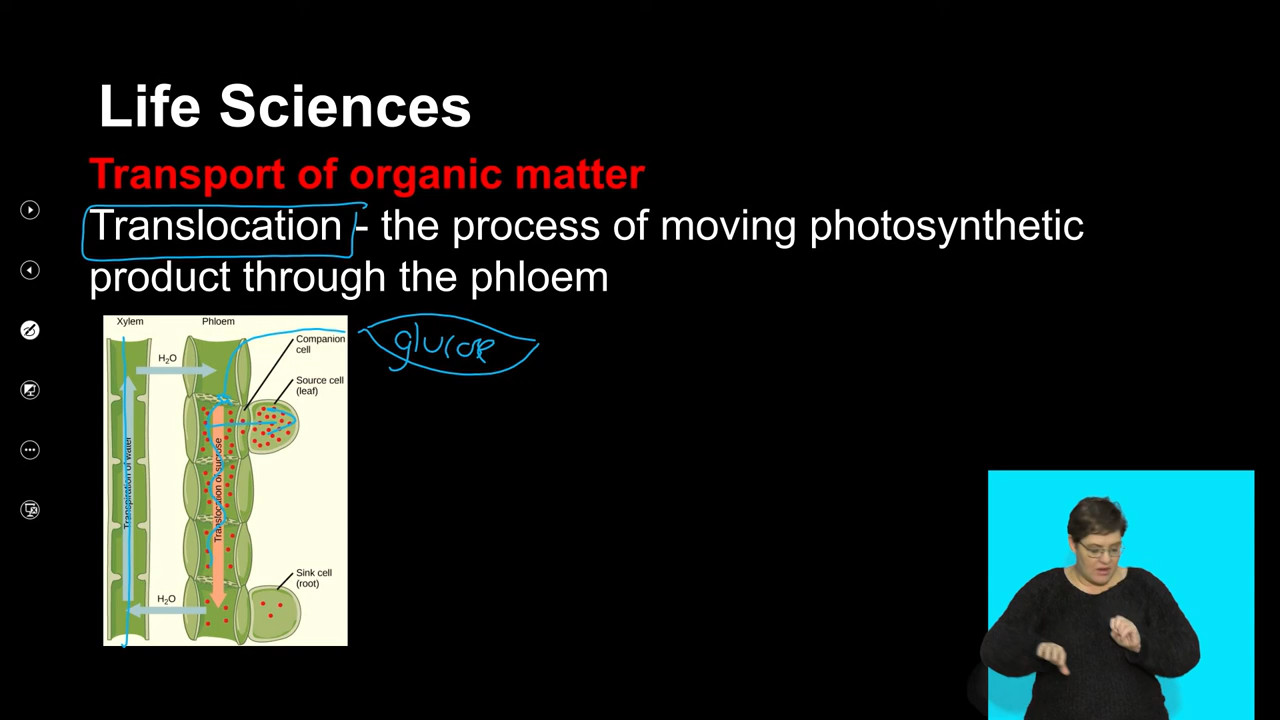 Life Sciences
Transport of organic matter
Translocation - the process of moving photosynthetic
product through the phloem
Xylem
Phloem
glucose
Companion
cell
H₂O
Source cell
(leaf)
Transpiration of water
Translocation of sucrose
Sink cell
(root)
H₂O